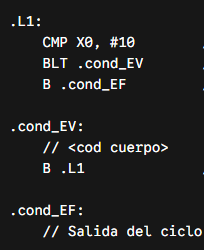 .L1:
CMP X0, #10
BLT .cond_EV
B .cond_EF
.cond_EV:
// <cod cuerpo>
B .L1
.cond_EF:
// Salida del ciclo